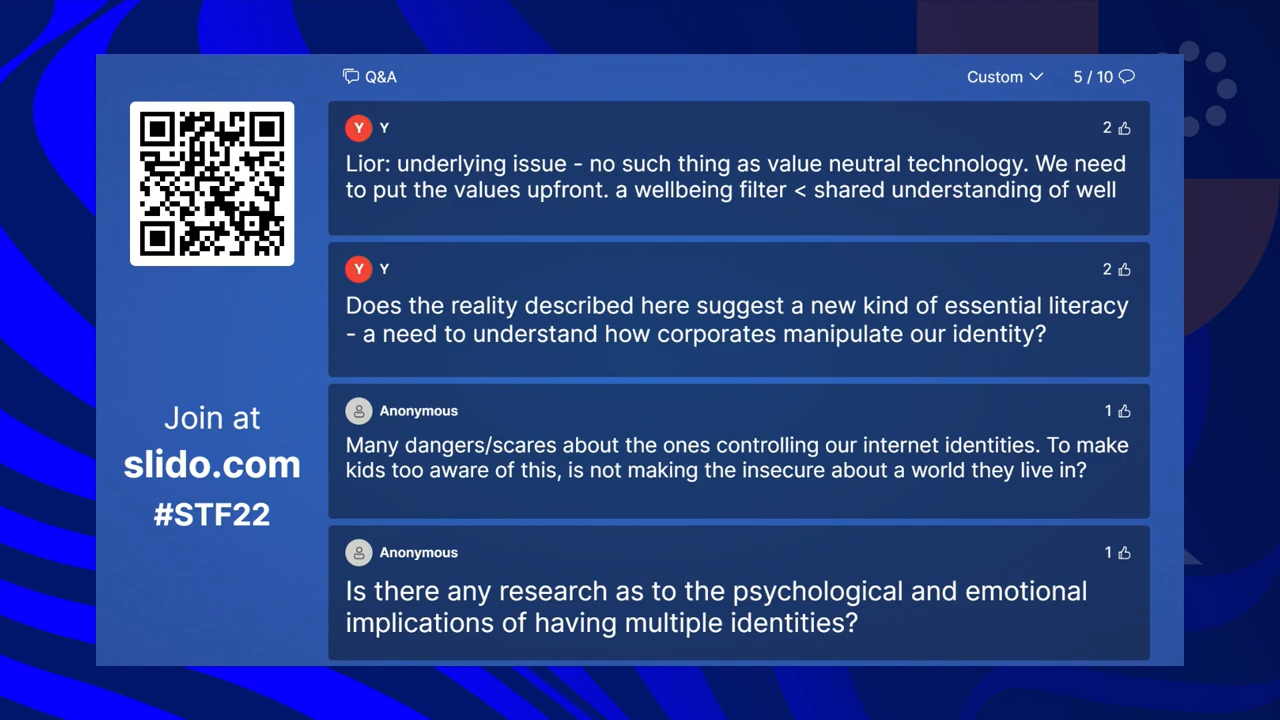 Q&A
Custom
5 / 10
Y Y
2
Lior: underlying issue - no such thing as value neutral technology. We need
to put the values upfront. a wellbeing filter < shared understanding of well
Y Y
2
Does the reality described here suggest a new kind of essential literacy
- a need to understand how corporates manipulate our identity?
Anonymous
1
Many dangers/scares about the ones controlling our internet identities. To make
kids too aware of this, is not making the insecure about a world they live in?
Anonymous
1
Is there any research as to the psychological and emotional
implications of having multiple identities?
Join at
slido.com
#STF22